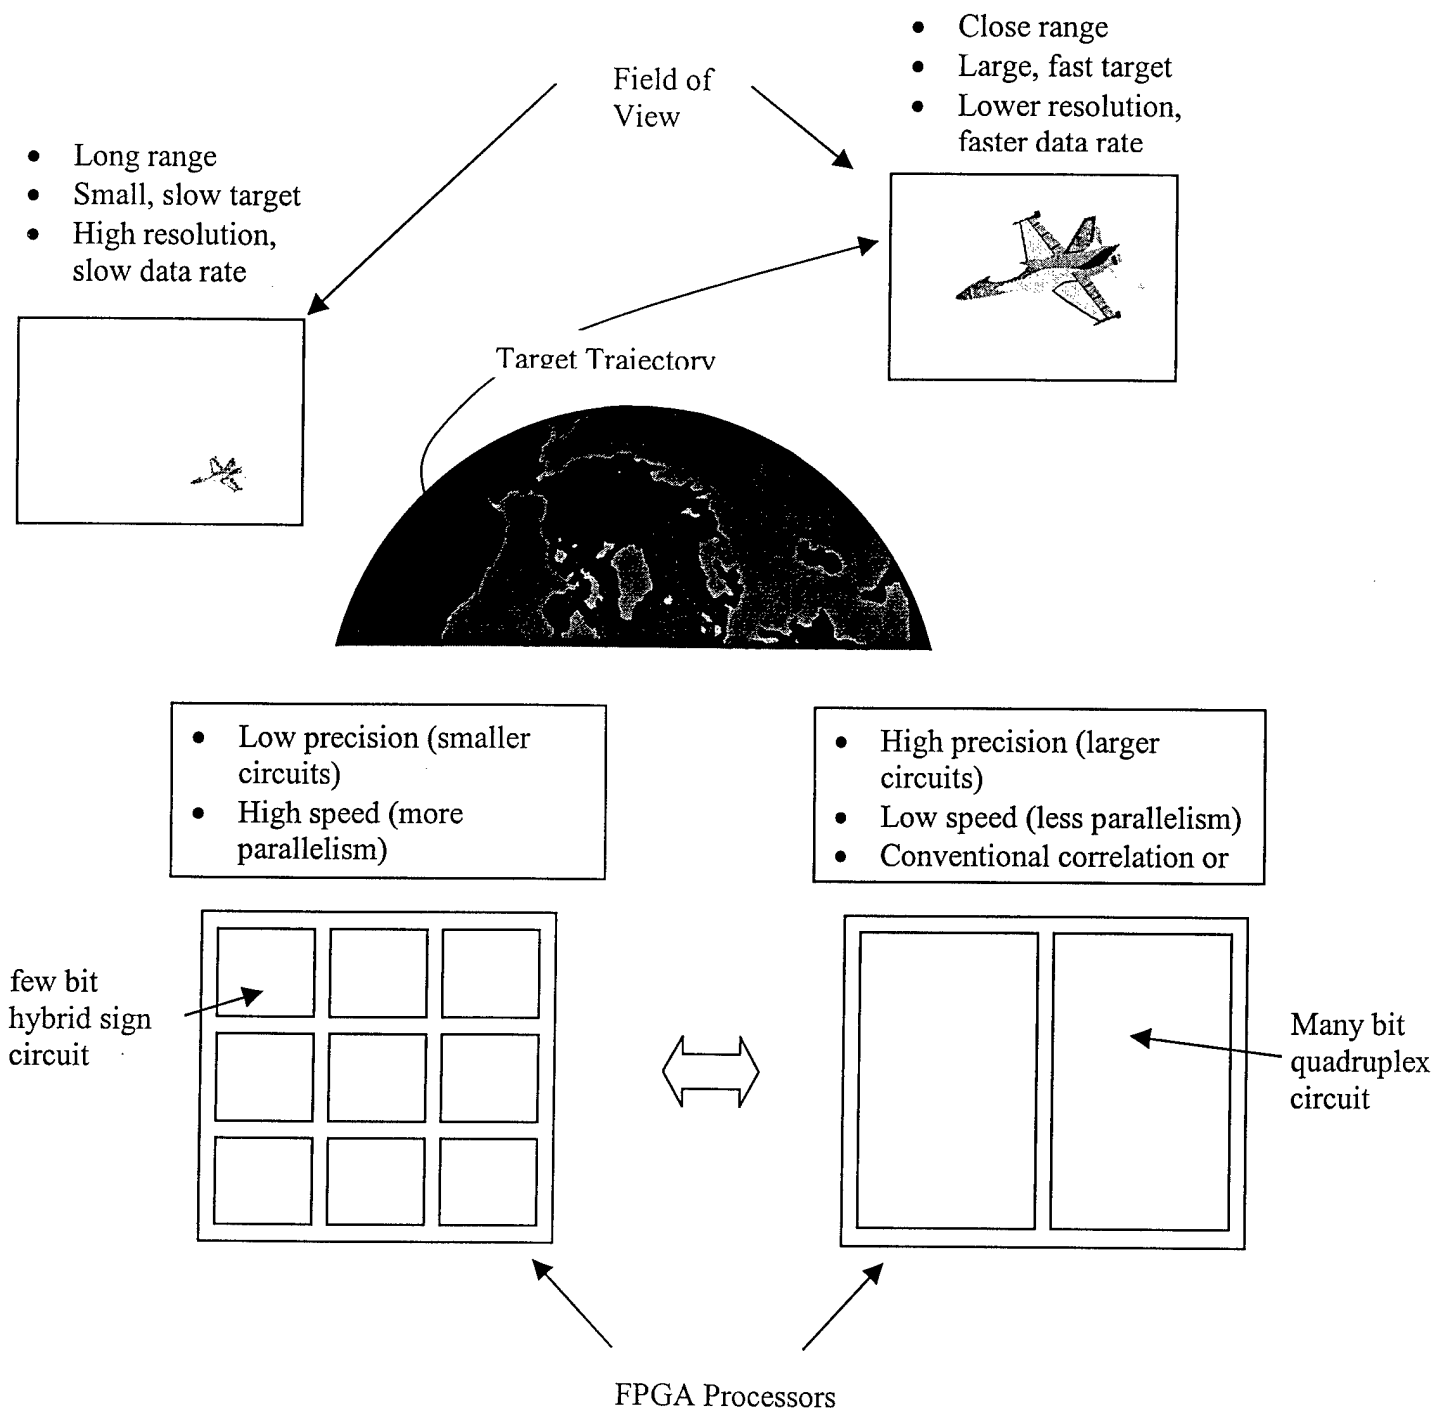 • Close range
• Large, fast target
• Lower resolution,
faster data rate
Field of
View
• Long range
• Small, slow target
• High resolution,
slow data rate
Target Trajectory
• Low precision (smaller
circuits)
• High speed (more
parallelism)
• High precision (larger
circuits)
• Low speed (less parallelism)
• Conventional correlation or
few bit
hybrid sign
circuit
Many bit
quadruplex
circuit
FPGA Processors